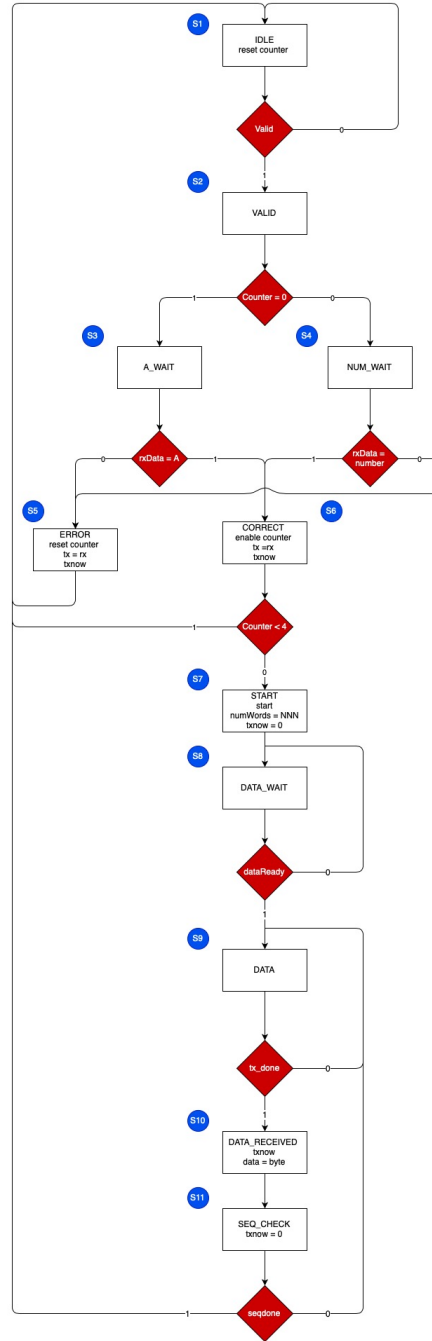 S1
IDLE
reset counter
Valid
0
1
S2
VALID
Counter = 0
1
0
S3
S4
A_WAIT
NUM_WAIT
rxData = A
0
1
rxData =
number
1
0
S5
S6
ERROR
reset counter
tx = rx
txnow
CORRECT
enable counter
tx =rx
txnow
Counter < 4
1
0
S7
START
start
numWords = NNN
txnow = 0
S8
DATA_WAIT
dataReady
0
1
S9
DATA
tx_done
0
1
S10
DATA_RECEIVED
txnow
data = byte
S11
SEQ_CHECK
txnow = 0
seqdone
1
0